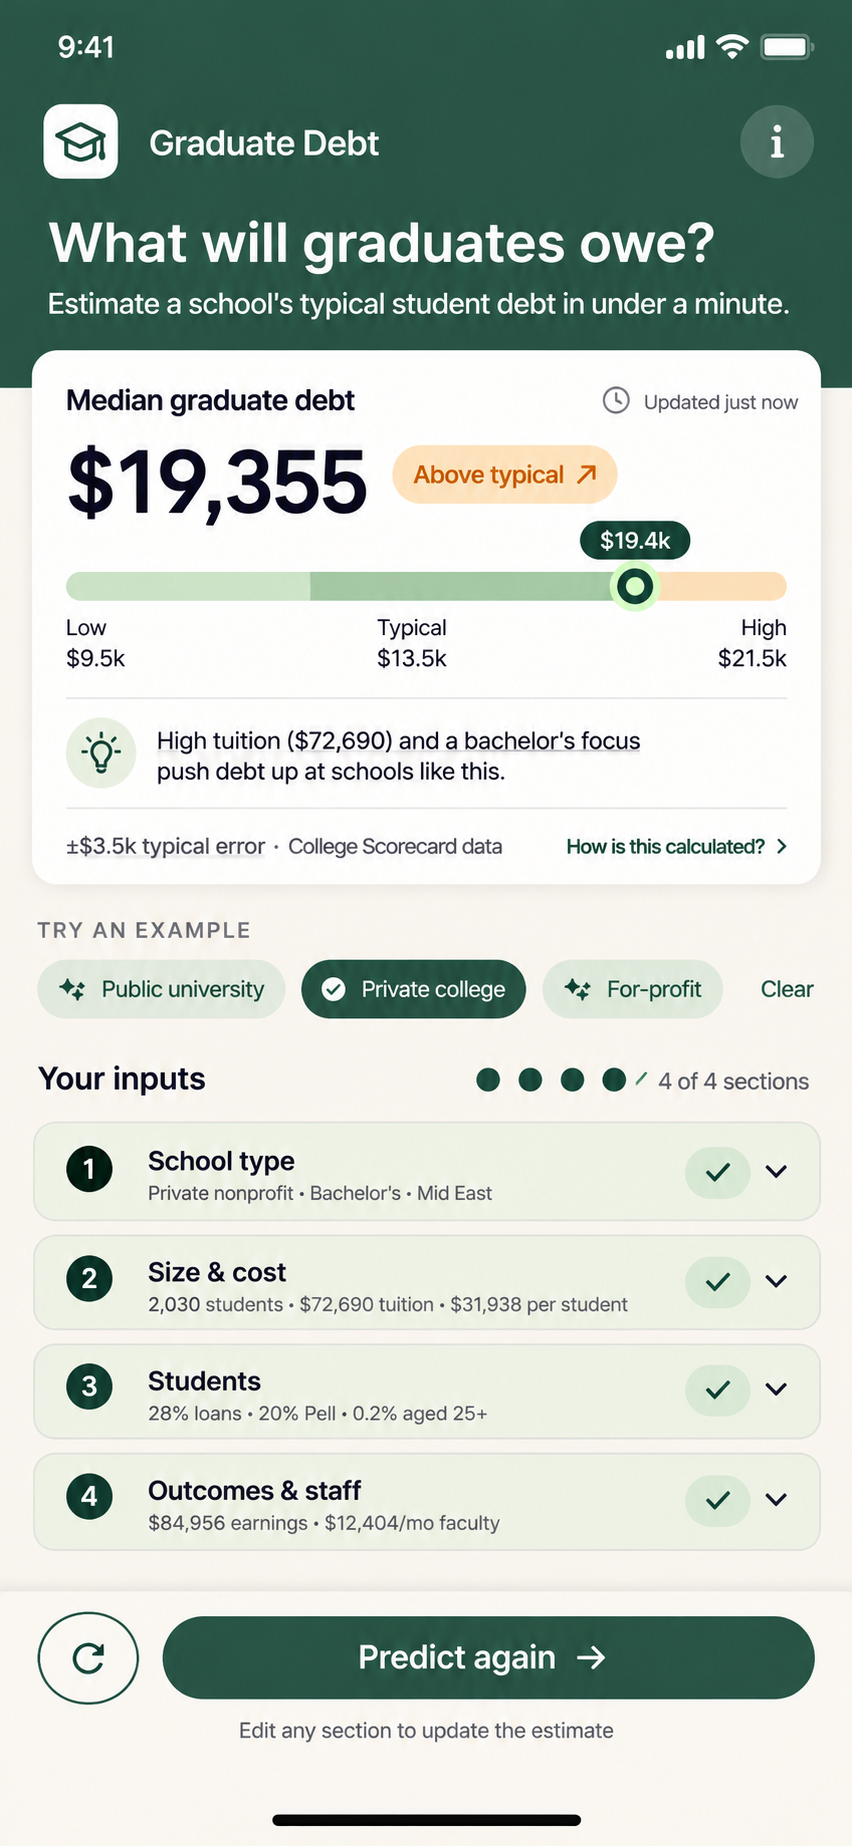 9:41
Graduate Debt
i
What will graduates owe?
Estimate a school's typical student debt in under a minute.
Median graduate debt
Updated just now
$19,355
Above typical
$19.4k
Low
$9.5k
Typical
$13.5k
High
$21.5k
High tuition ($72,690) and a bachelor's focus
push debt up at schools like this.
±$3.5k typical error · College Scorecard data
How is this calculated?
TRY AN EXAMPLE
Public university
Private college
For-profit
Clear
Your inputs
4 of 4 sections
1
School type
Private nonprofit • Bachelor's • Mid East
2
Size & cost
2,030 students • $72,690 tuition • $31,938 per student
3
Students
28% loans • 20% Pell • 0.2% aged 25+
4
Outcomes & staff
$84,956 earnings • $12,404/mo faculty
Predict again →
Edit any section to update the estimate